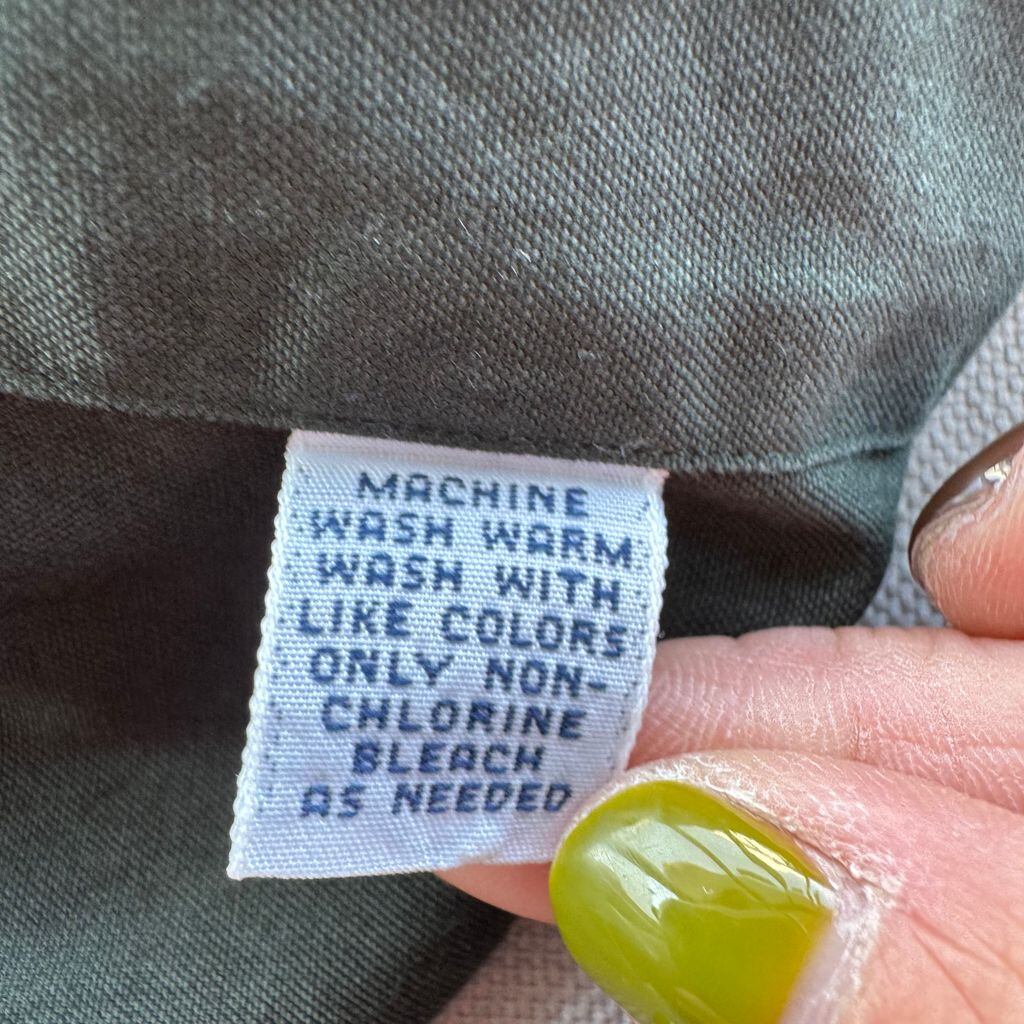 MACHINE
WASH WARM
WASH WITH
LIKE COLORS
ONLY NON-
CHLORINE
BLEACH
AS NEEDED